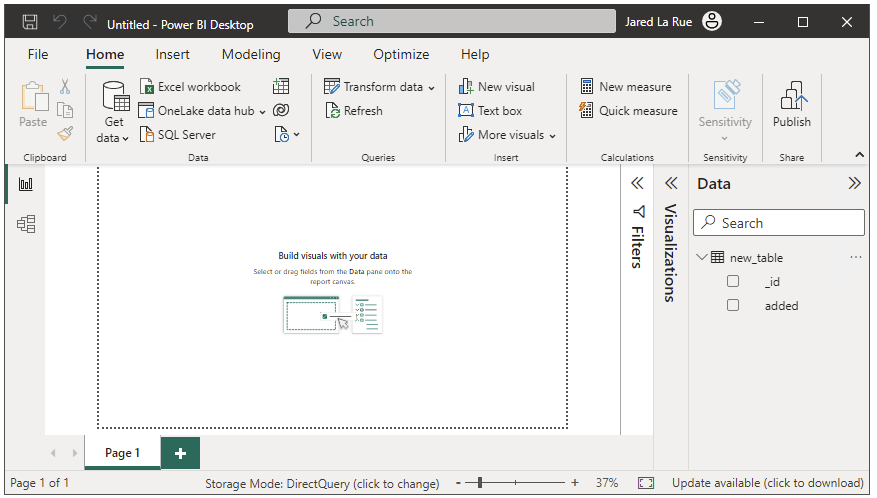 Untitled - Power BI Desktop
Search
Jared La Rue
File Home Insert Modeling View Optimize Help
Paste
Clipboard
Get data
Excel workbook
OneLake data hub
SQL Server
Data
Transform data
Refresh
Queries
New visual
Text box
More visuals
Insert
New measure
Quick measure
Calculations
Sensitivity
Sensitivity
Publish
Share
Build visuals with your data
Select or drag fields from the Data pane onto the
report canvas.
Filters
Visualizations
Data
Search
new_table
_id
added
Page 1
Page 1 of 1
Storage Mode: DirectQuery (click to change)
- +
37%
Update available (click to download)